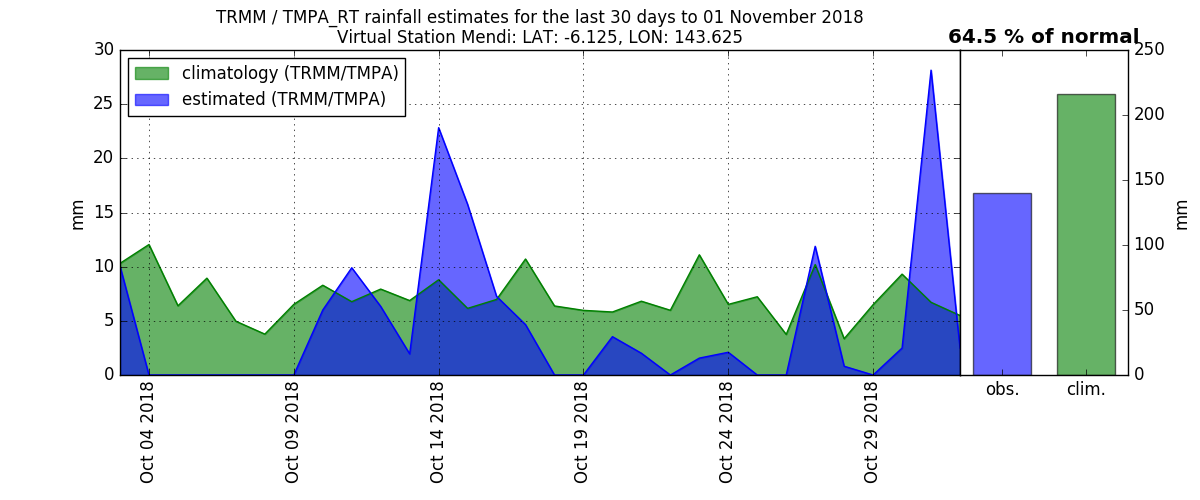 TRMM / TMPA_RT rainfall estimates for the last 30 days to 01 November 2018
Virtual Station Mendi: LAT: -6.125, LON: 143.625
64.5 % of normal
climatology (TRMM/TMPA)
estimated (TRMM/TMPA)
30
25
20
15
10
5
0
mm
Oct 04 2018
Oct 09 2018
Oct 14 2018
Oct 19 2018
Oct 24 2018
Oct 29 2018
250
200
150
100
50
0
mm
obs.
clim.